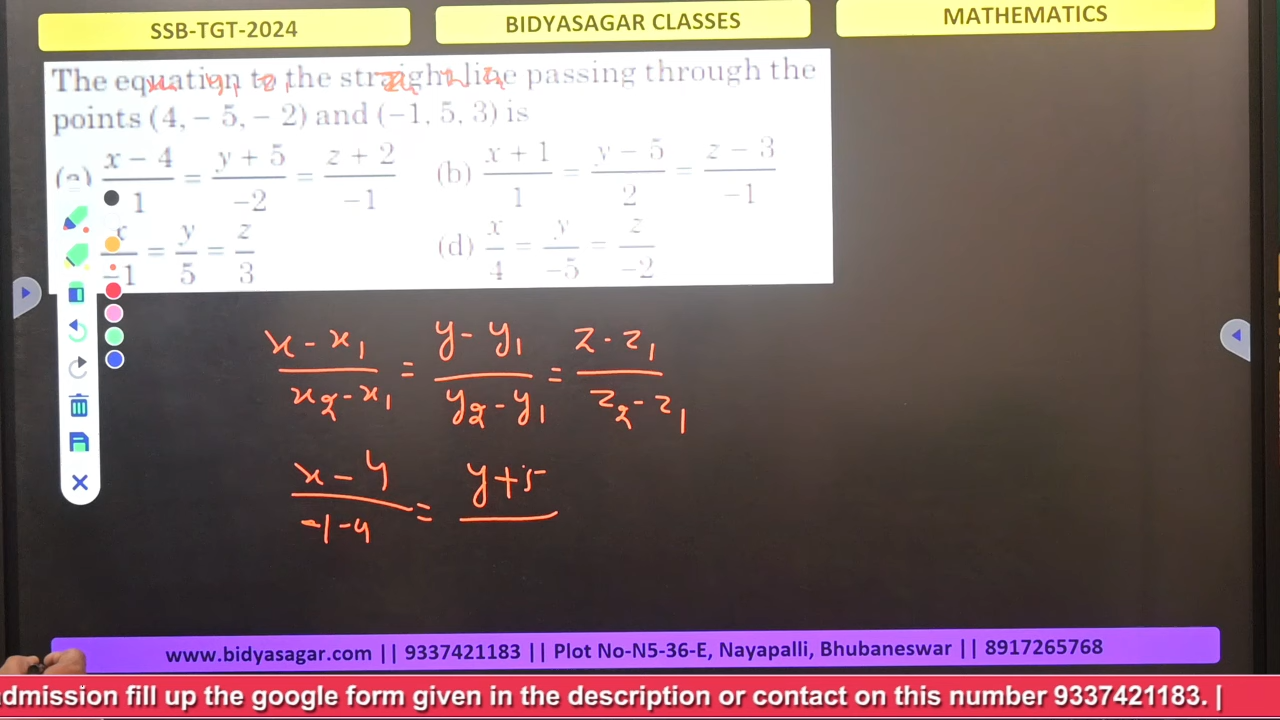 SSB-TGT-2024
BIDYASAGAR CLASSES
MATHEMATICS
The equation to the straight line passing through the
points (4, – 5, – 2) and (–1, 5, 3) is
(a) x – 4 / 1 = y + 5 / –2 = z + 2 / –1
(b) x + 1 / 1 = y – 5 / 2 = z – 3 / –1
x / –1 = y / 5 = z / 3
(d) x / 4 = y / –5 = z / –2
x - x₁ / x₂ - x₁ = y - y₁ / y₂ - y₁ = z - z₁ / z₂ - z₁
x - 4 / -1-4 = y+5
www.bidyasagar.com || 9337421183 || Plot No-N5-36-E, Nayapalli, Bhubaneswar || 8917265768
dmission fill up the google form given in the description or contact on this number 9337421183. |